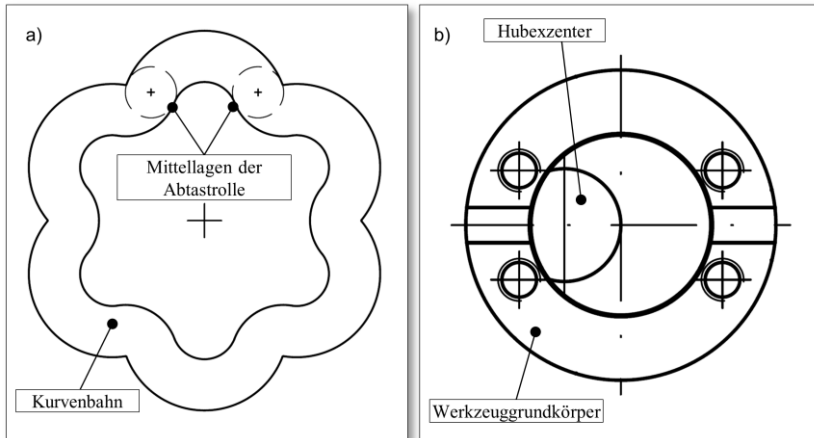 a)
Mittellagen der
Abtastrolle
Kurvenbahn
b)
Hubexzenter
Werkzeuggrundkörper